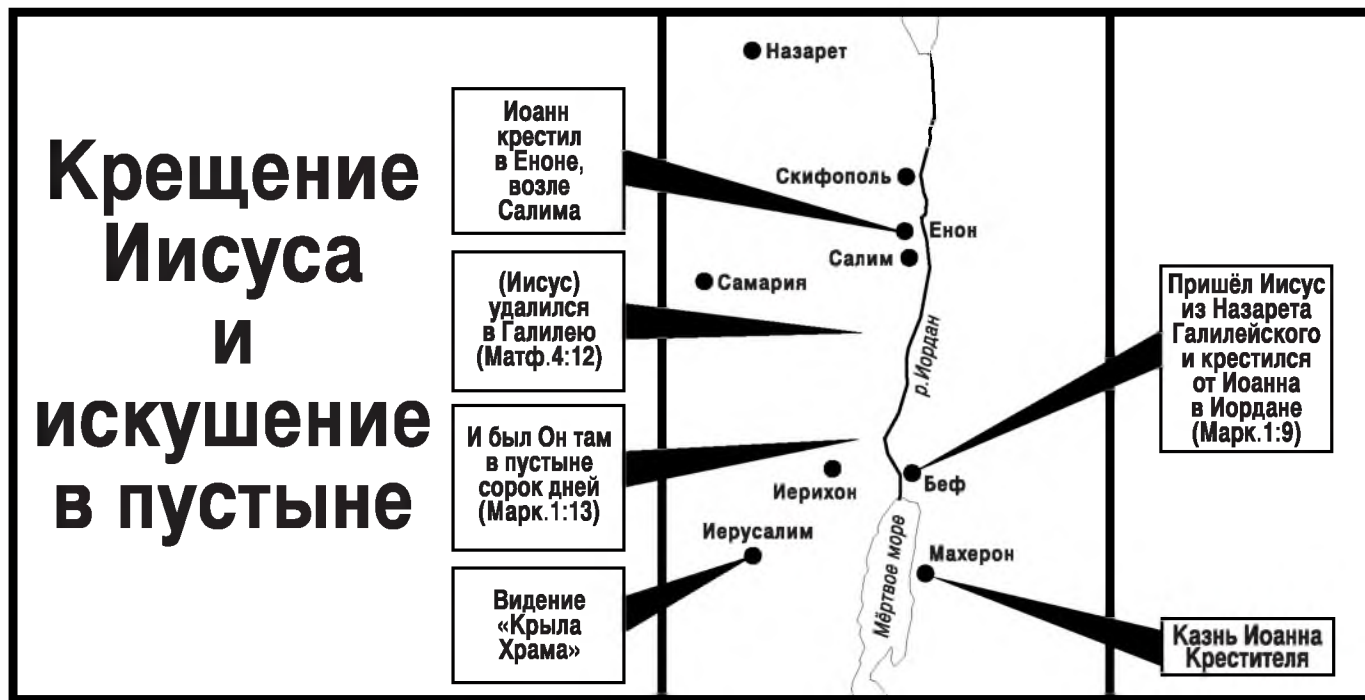 Крещение
Иисуса
и
искушение
в пустыне
Иоанн
крестил
в Еноне,
возле
Салима
(Иисус)
удалился
в Галилею
(Матф.4:12)
И был Он там
в пустыне
сорок дней
(Марк.1:13)
Видение
«Крыла
Храма»
Назарет
Скифополь
Енон
Салим
Самария
р.Иордан
Иерихон
Беф
Иерусалим
Махерон
Мёртвое море
Пришёл Иисус
из Назарета
Галилейского
и крестился
от Иоанна
в Иордане
(Марк.1:9)
Казнь Иоанна
Крестителя